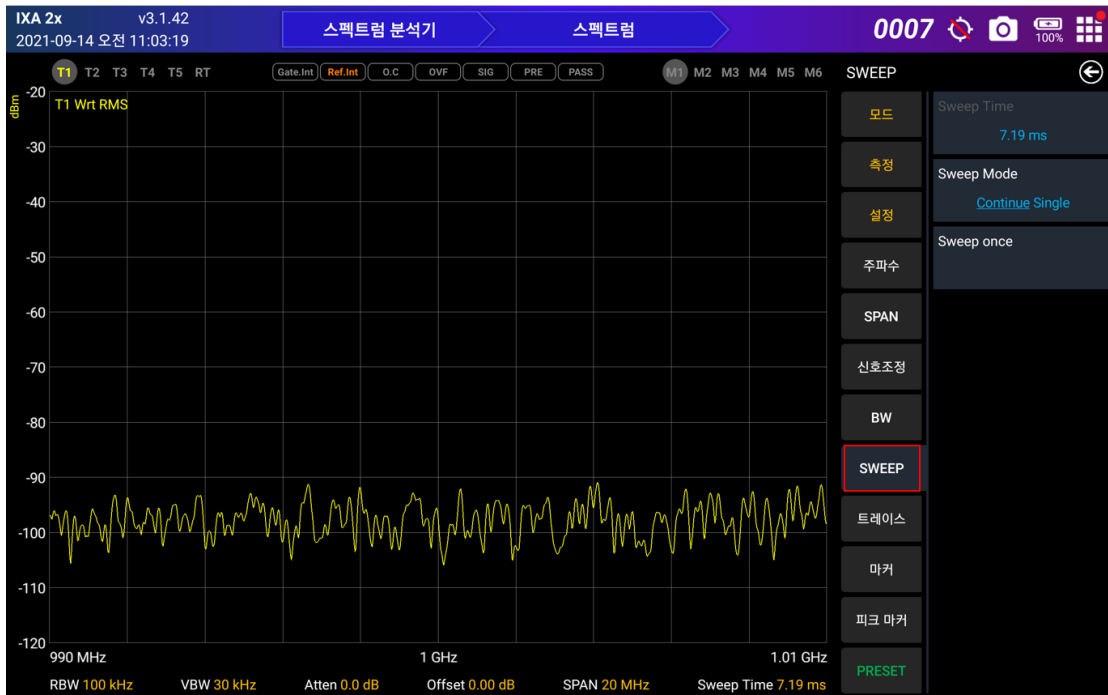 IXA 2x v3.1.42
2021-09-14 오전 11:03:19
스펙트럼 분석기
스펙트럼
0007
100%
T1 T2 T3 T4 T5 RT
Gate.Int Ref.Int O.C OVF SIG PRE PASS
M1 M2 M3 M4 M5 M6
dBm
T1 Wrt RMS
-20
-30
-40
-50
-60
-70
-80
-90
-100
-110
-120
990 MHz 1 GHz 1.01 GHz
RBW 100 kHz VBW 30 kHz Atten 0.0 dB Offset 0.00 dB SPAN 20 MHz Sweep Time 7.19 ms
SWEEP
모드
측정
설정
주파수
SPAN
신호조정
BW
SWEEP
트레이스
마커
피크 마커
PRESET
Sweep Time
7.19 ms
Sweep Mode
Continue Single
Sweep once